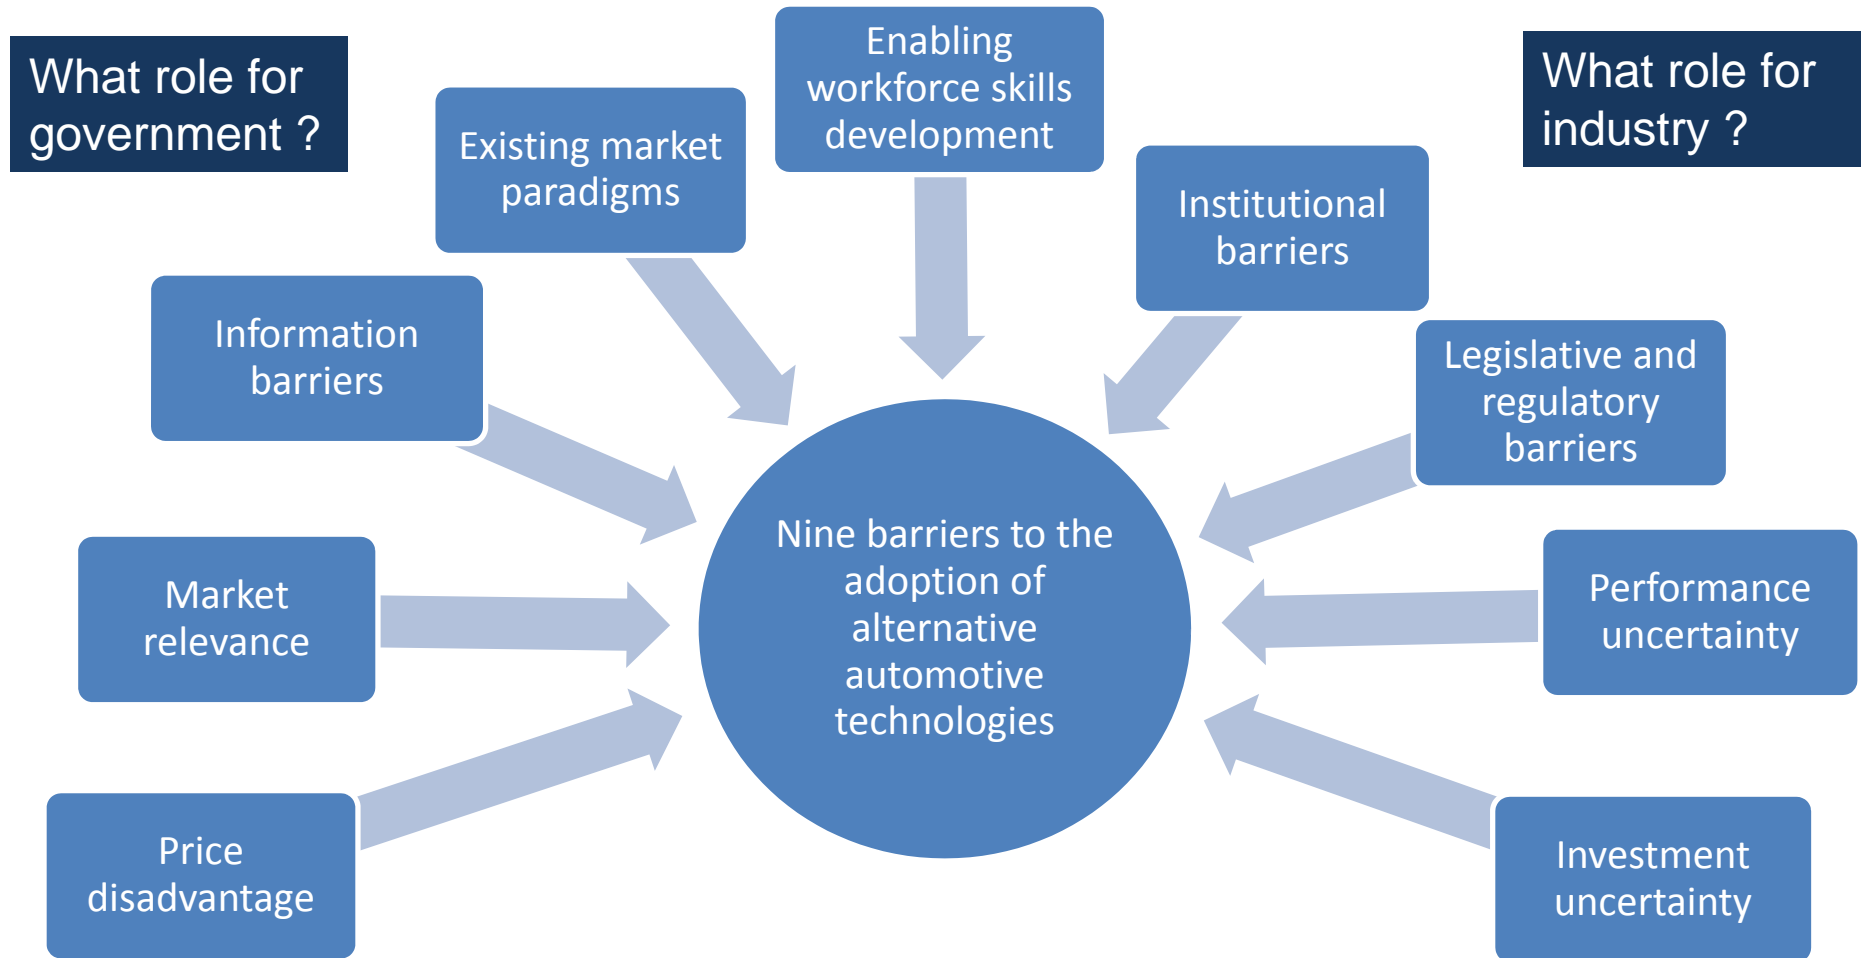 What role for
government ?
Enabling
workforce skills
development
What role for
industry ?
Existing market
paradigms
Institutional
barriers
Information
barriers
Legislative and
regulatory
barriers
Market
relevance
Nine barriers to the
adoption of
alternative
automotive
technologies
Performance
uncertainty
Price
disadvantage
Investment
uncertainty